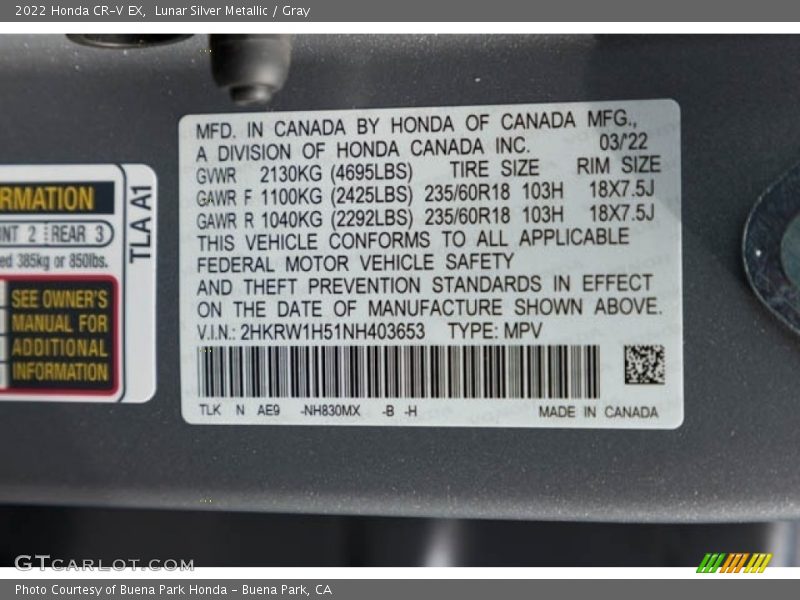 2022 Honda CR-V EX, Lunar Silver Metallic / Gray
MFD. IN CANADA BY HONDA OF CANADA MFG.,
A DIVISION OF HONDA CANADA INC. 03/'22
GVWR 2130KG (4695LBS) TIRE SIZE RIM SIZE
GAWR F 1100KG (2425LBS) 235/60R18 103H 18X7.5J
GAWR R 1040KG (2292LBS) 235/60R18 103H 18X7.5J
THIS VEHICLE CONFORMS TO ALL APPLICABLE
FEDERAL MOTOR VEHICLE SAFETY
AND THEFT PREVENTION STANDARDS IN EFFECT
ON THE DATE OF MANUFACTURE SHOWN ABOVE.
V.I.N.: 2HKRW1H51NH403653 TYPE: MPV
TLK N AE9 -NH830MX -B -H MADE IN CANADA
RMATION
NT 2 REAR 3
ed 385kg or 850lbs.
SEE OWNER'S
MANUAL FOR
ADDITIONAL
INFORMATION
TLA A1
GTCARLOT.COM
Photo Courtesy of Buena Park Honda - Buena Park, CA